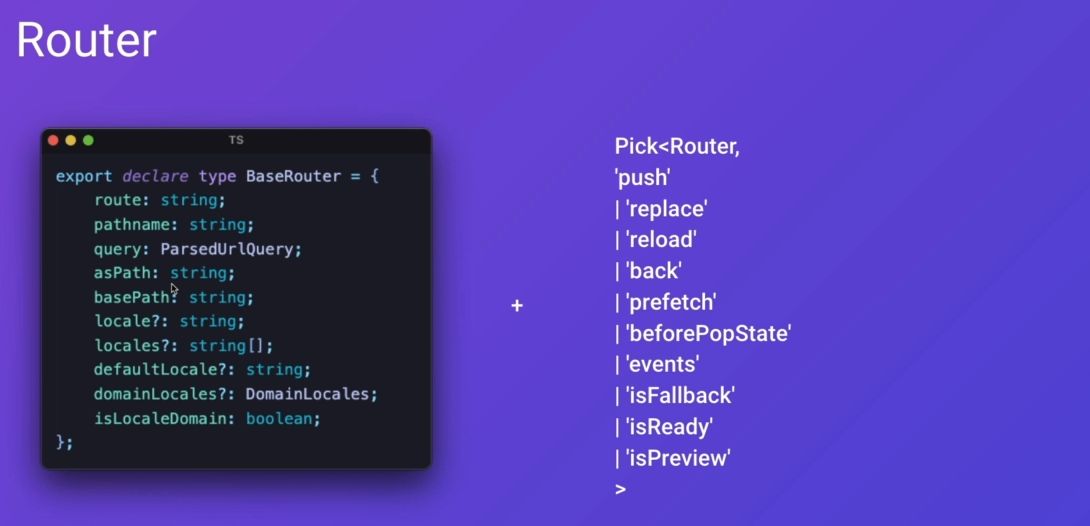 Router
TS
export declare type BaseRouter = {
route: string;
pathname: string;
query: ParsedUrlQuery;
asPath: string;
basePath: string;
locale?: string;
locales?: string[];
defaultLocale?: string;
domainLocales?: DomainLocales;
isLocaleDomain: boolean;
};
+
Pick<Router,
'push'
| 'replace'
| 'reload'
| 'back'
| 'prefetch'
| 'beforePopState'
| 'events'
| 'isFallback'
| 'isReady'
| 'isPreview'
>